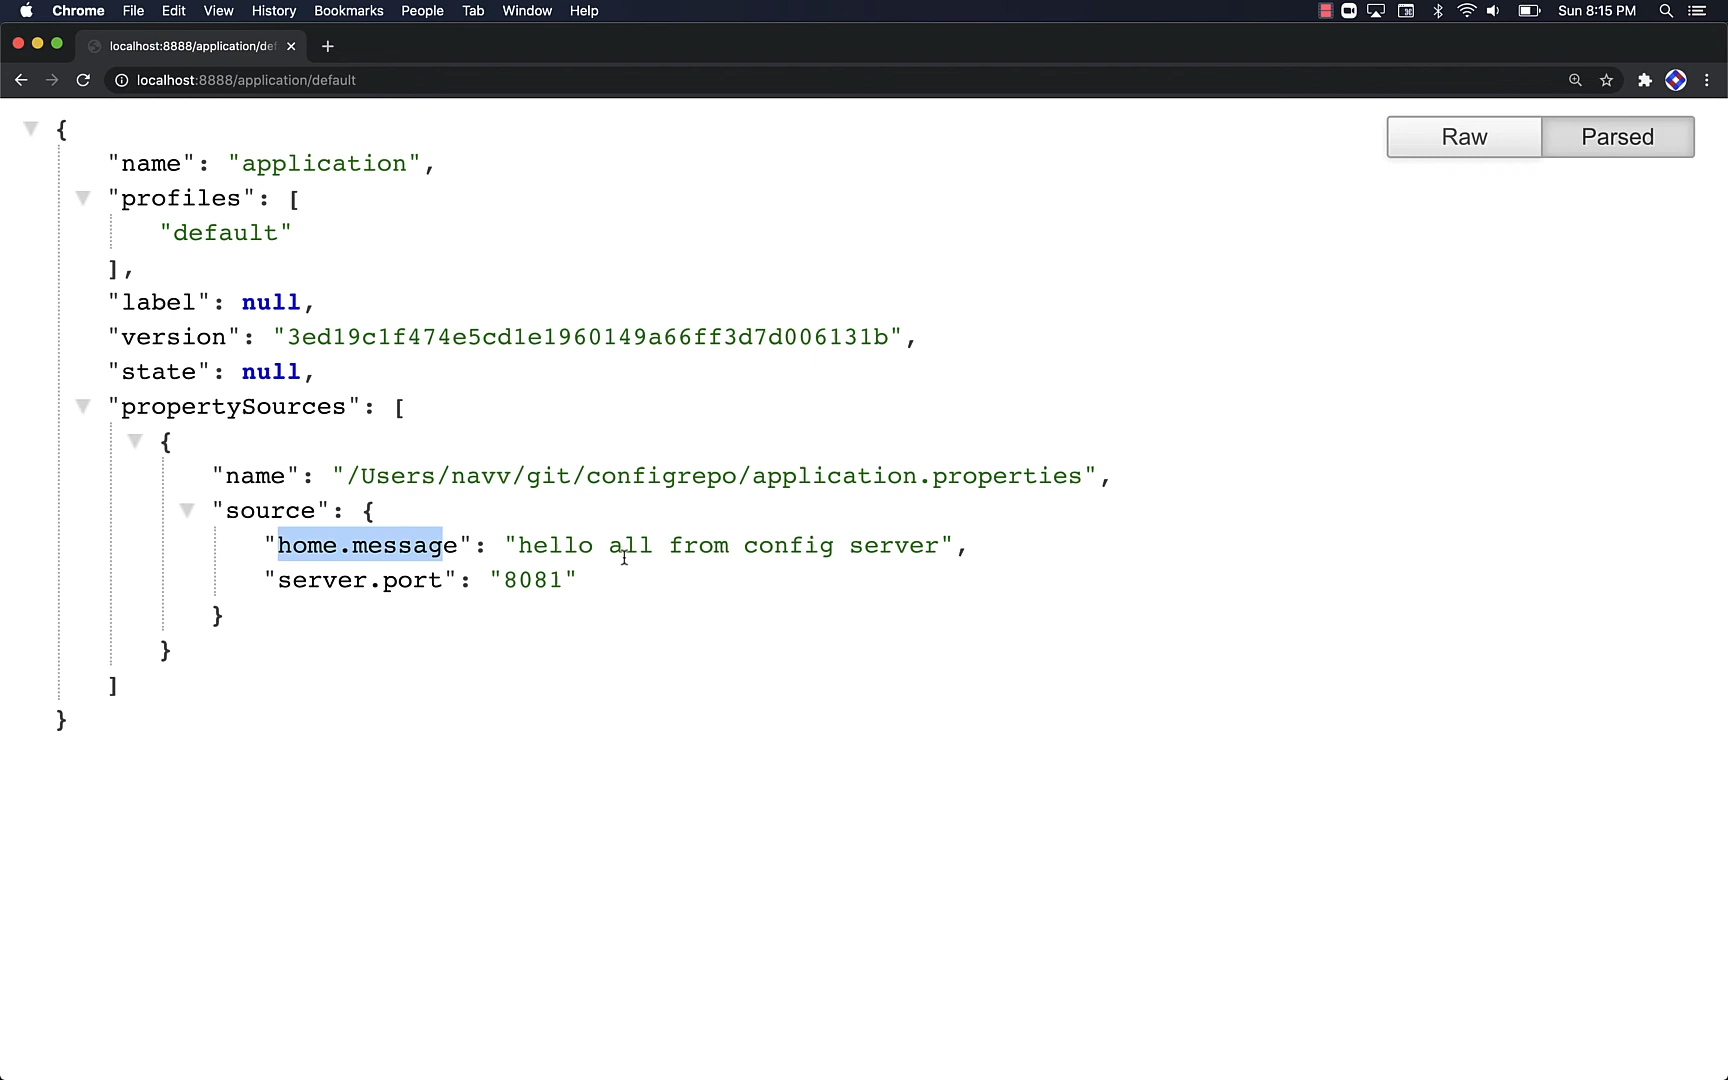 Chrome File Edit View History Bookmarks People Tab Window Help Sun 8:15 PM
localhost:8888/application/def
localhost:8888/application/default
Raw Parsed
{
"name": "application",
"profiles": [
"default"
],
"label": null,
"version": "3ed19c1f474e5cd1e1960149a66ff3d7d006131b",
"state": null,
"propertySources": [
{
"name": "/Users/navv/git/configrepo/application.properties",
"source": {
"home.message": "hello all from config server",
"server.port": "8081"
}
}
]
}